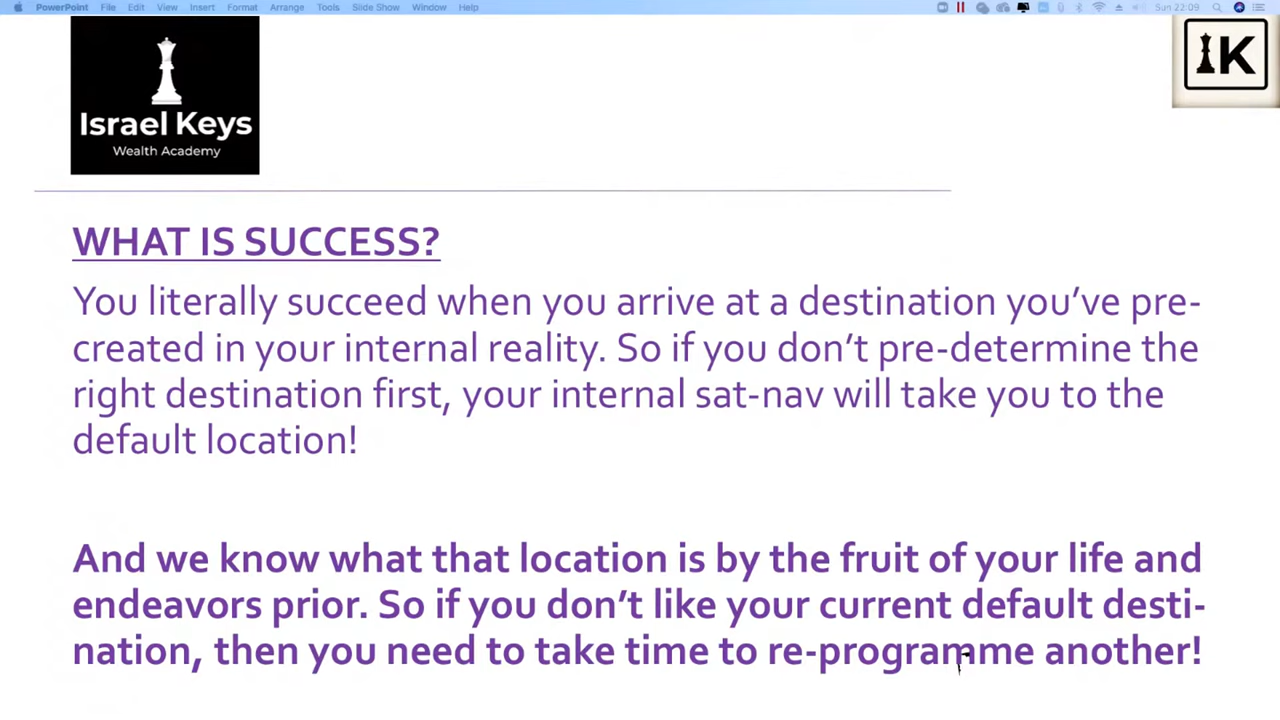 PowerPoint File Edit View Insert Format Arrange Tools Slide Show Window Help Sun 22:09
Israel Keys
Wealth Academy
K
WHAT IS SUCCESS?
You literally succeed when you arrive at a destination you’ve pre-
created in your internal reality. So if you don’t pre-determine the
right destination first, your internal sat-nav will take you to the
default location!
And we know what that location is by the fruit of your life and
endeavors prior. So if you don’t like your current default desti-
nation, then you need to take time to re-programme another!